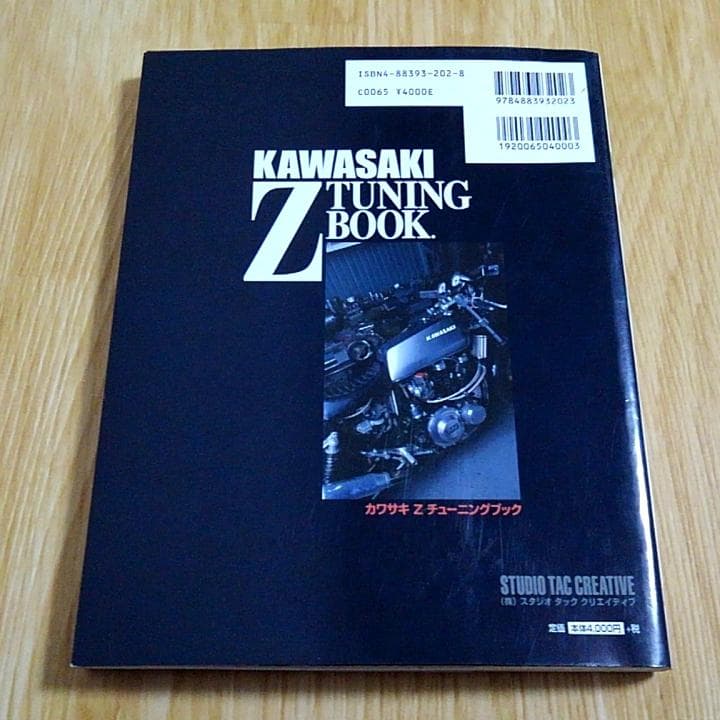 ISBN4-88393-202-8
C0065 ¥4000E
9784883932023
1920065040003
KAWASAKI
Z TUNING
BOOK.
KAWASAKI
カワサキ Z チューニングブック
STUDIO TAC CREATIVE
(株) スタジオ タック クリエイティブ
定価 本体4,000円 +税